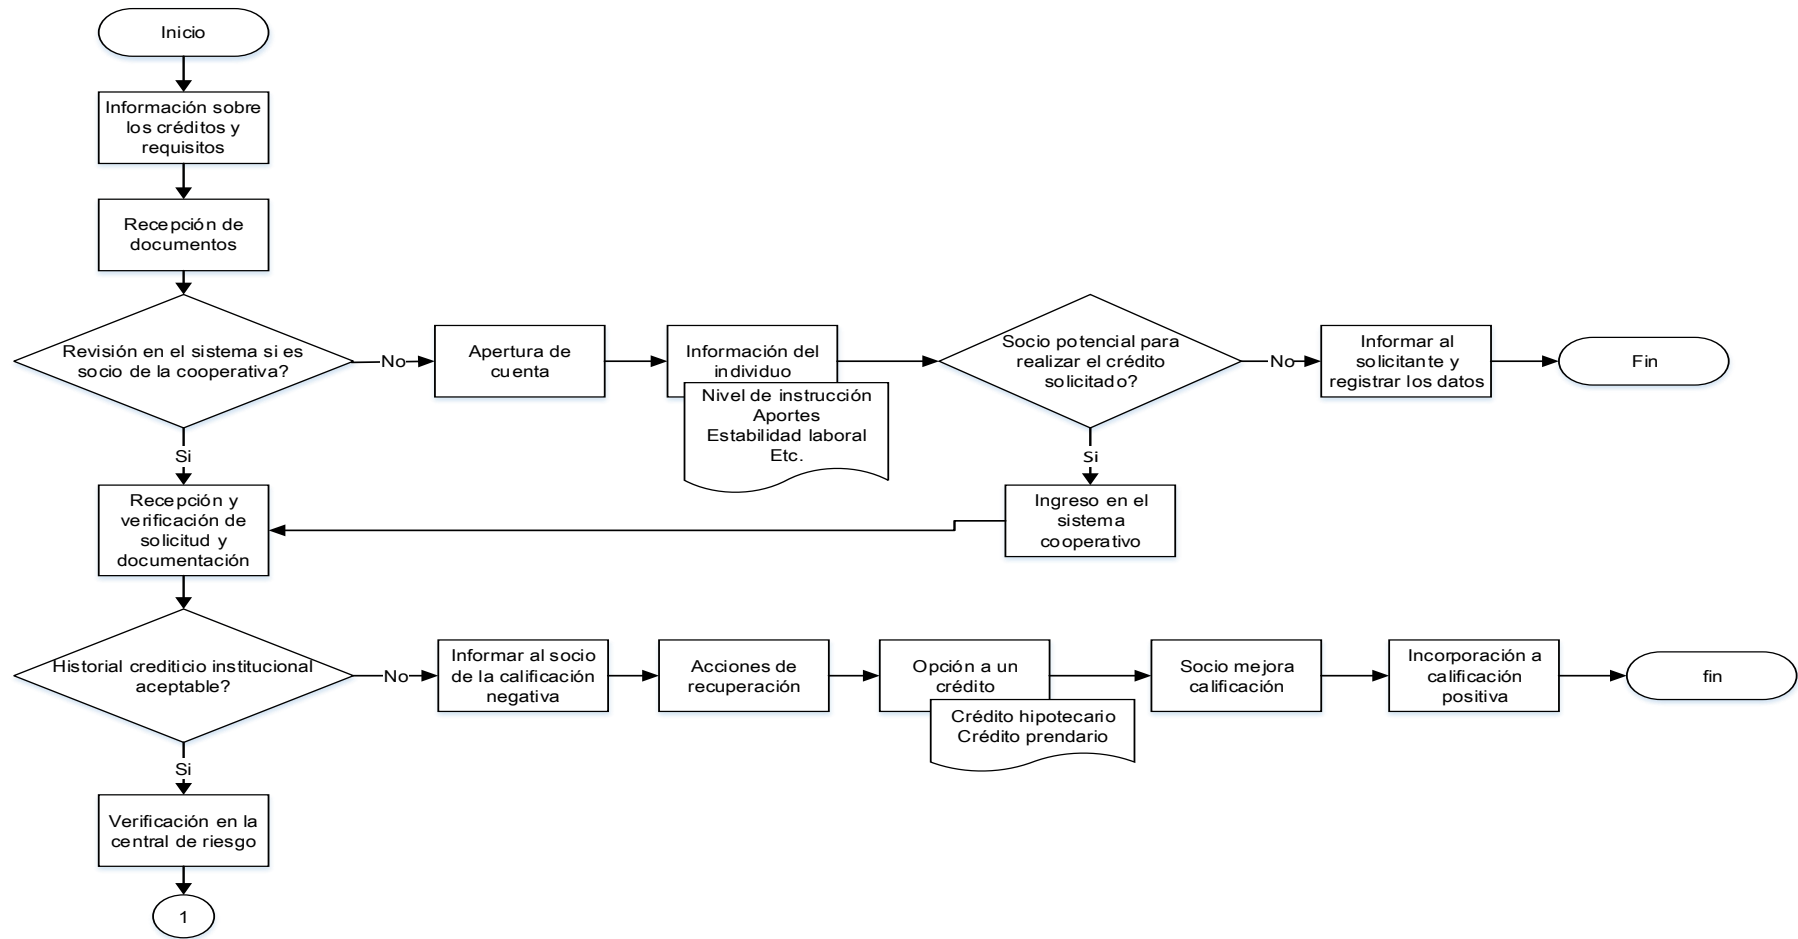 Inicio
Información sobre
los créditos y
requisitos
Recepción de
documentos
Revisión en el sistema si es
socio de la cooperativa?
No
Apertura de
cuenta
Información del
individuo
Nivel de instrucción
Aportes
Estabilidad laboral
Etc.
Socio potencial para
realizar el crédito
solicitado?
No
Informar al
solicitante y
registrar los datos
Fin
Si
Si
Recepción y
verificación de
solicitud y
documentación
Ingreso en el
sistema
cooperativo
Historial crediticio institucional
aceptable?
No
Informar al socio
de la calificación
negativa
Acciones de
recuperación
Opción a un
crédito
Crédito hipotecario
Crédito prendario
Socio mejora
calificación
Incorporación a
calificación
positiva
fin
Si
Verificación en la
central de riesgo
1